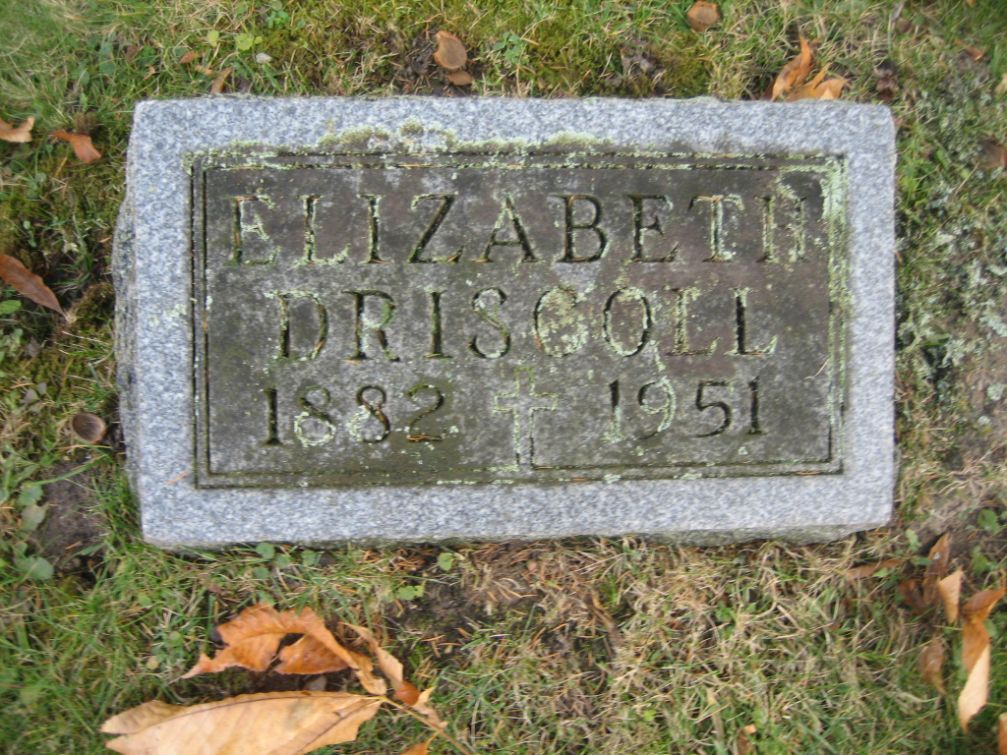 ELIZABETH
DRISCOLL
1882 1951